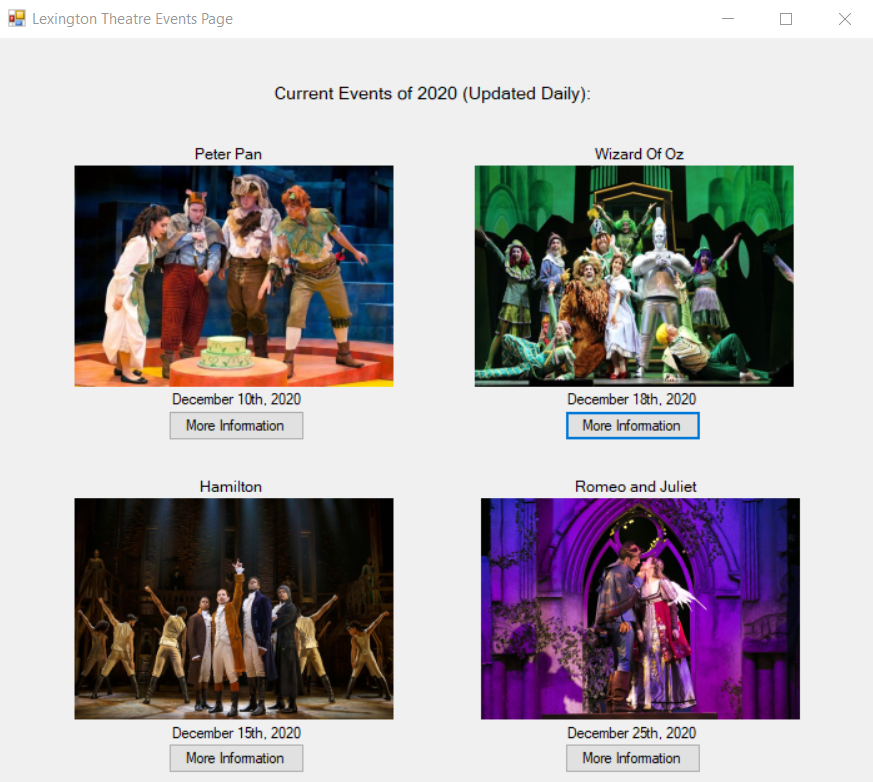 Lexington Theatre Events Page
Current Events of 2020 (Updated Daily):
Peter Pan
Wizard Of Oz
December 10th, 2020
December 18th, 2020
More Information
More Information
Hamilton
Romeo and Juliet
December 15th, 2020
December 25th, 2020
More Information
More Information